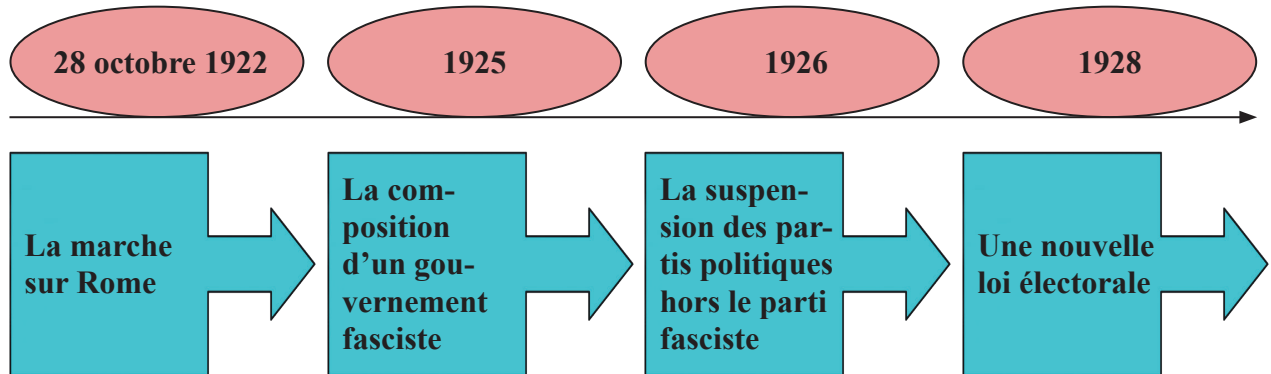 28 octobre 1922
1925
1926
1928
La marche
sur Rome
La com-
position
d’un gou-
vernement
fasciste
La suspen-
sion des par-
tis politiques
hors le parti
fasciste
Une nouvelle
loi électorale